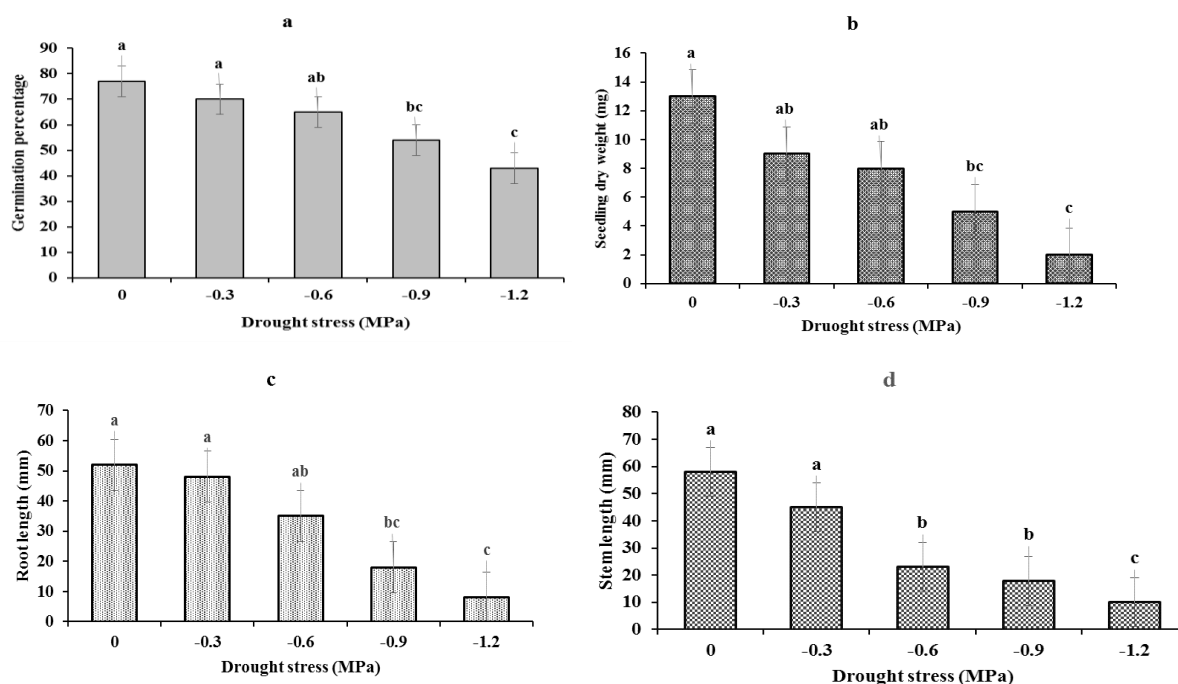 a
Germination percentage
90
80
70
60
50
40
30
20
10
0
a
a
ab
bc
c
0 -0.3 -0.6 -0.9 -1.2
Drought stress (MPa)
b
Seedling dry weight (mg)
16
14
12
10
8
6
4
2
0
a
ab
ab
bc
c
0 -0.3 -0.6 -0.9 -1.2
Druoght stress (MPa)
c
Root length (mm)
70
60
50
40
30
20
10
0
a
a
ab
bc
c
0 -0.3 -0.6 -0.9 -1.2
Drought stress (MPa)
d
Stem length (mm)
80
70
60
50
40
30
20
10
0
a
a
b
b
c
0 -0.3 -0.6 -0.9 -1.2
Drought stress (MPa)